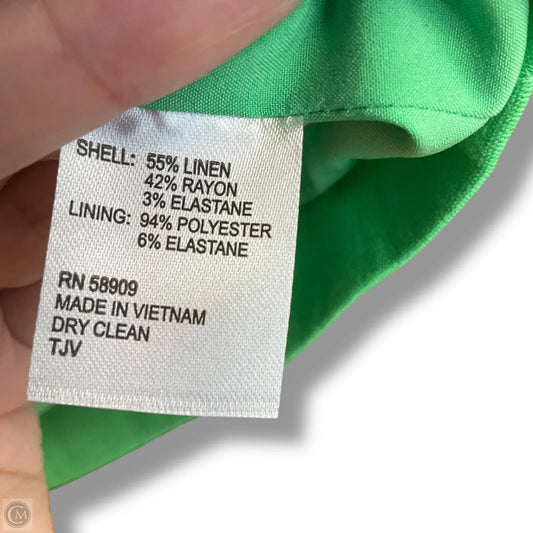 SHELL: 55% LINEN
42% RAYON
3% ELASTANE
LINING: 94% POLYESTER
6% ELASTANE
RN 58909
MADE IN VIETNAM
DRY CLEAN
TJV
CM